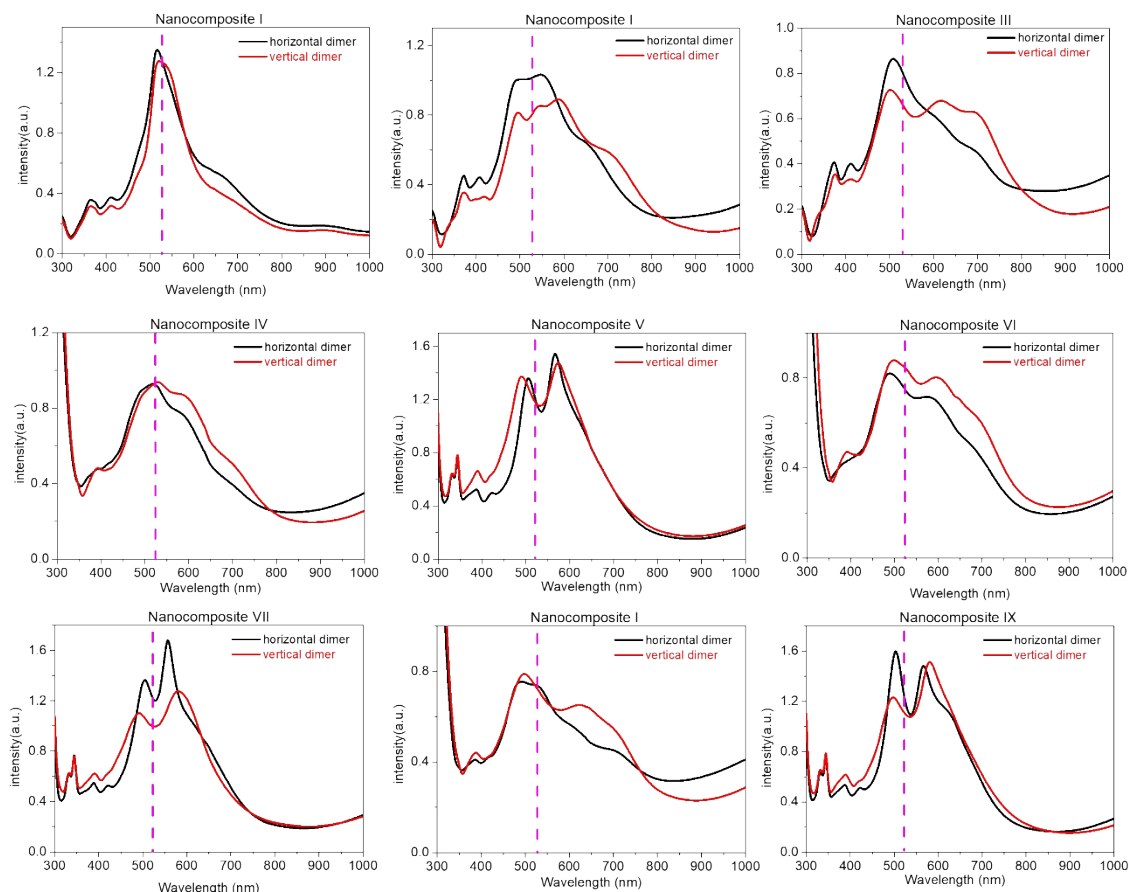 Nanocomposite I
horizontal dimer
vertical dimer
intensity(a.u.)
1.2
0.8
0.4
0.0
300 400 500 600 700 800 900 1000
Wavelength (nm)
Nanocomposite I
horizontal dimer
vertical dimer
intensity(a.u.)
1.2
0.8
0.4
0.0
300 400 500 600 700 800 900 1000
Wavelength (nm)
Nanocomposite III
horizontal dimer
vertical dimer
intensity(a.u.)
1.0
0.8
0.6
0.4
0.2
0.0
300 400 500 600 700 800 900 1000
Wavelength (nm)
Nanocomposite IV
horizontal dimer
vertical dimer
intensity(a.u.)
1.2
0.9
0.6
0.3
0.0
300 400 500 600 700 800 900 1000
Wavelength (nm)
Nanocomposite V
horizontal dimer
vertical dimer
intensity(a.u.)
1.6
1.2
0.8
0.4
0.0
300 400 500 600 700 800 900 1000
Wavelength (nm)
Nanocomposite VI
horizontal dimer
vertical dimer
intensity(a.u.)
0.8
0.4
0.0
300 400 500 600 700 800 900 1000
Wavelength (nm)
Nanocomposite VII
horizontal dimer
vertical dimer
intensity(a.u.)
1.6
1.2
0.8
0.4
0.0
300 400 500 600 700 800 900 1000
Wavelength (nm)
Nanocomposite I
horizontal dimer
vertical dimer
intensity(a.u.)
0.8
0.4
0.0
300 400 500 600 700 800 900 1000
Wavelength (nm)
Nanocomposite IX
horizontal dimer
vertical dimer
intensity(a.u.)
1.6
1.2
0.8
0.4
0.0
300 400 500 600 700 800 900 1000
Wavelength (nm)